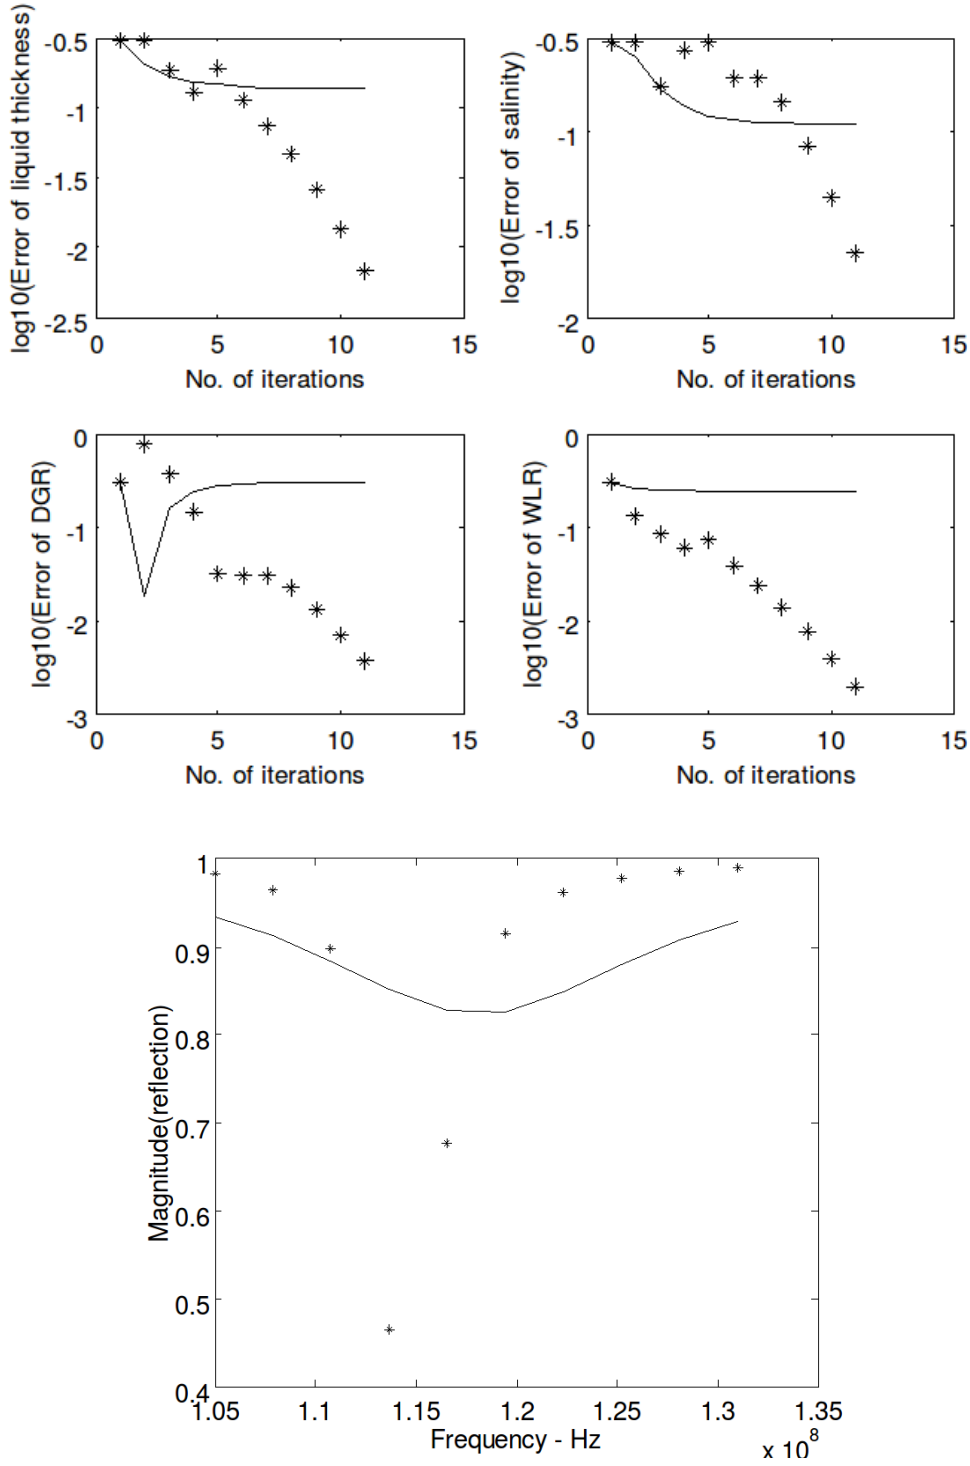 log10(Error of liquid thickness)
-0.5
-1
-1.5
-2
-2.5
0 5 10 15
No. of iterations
log10(Error of salinity)
-0.5
-1
-1.5
-2
0 5 10 15
No. of iterations
log10(Error of DGR)
0
-1
-2
-3
0 5 10 15
No. of iterations
log10(Error of WLR)
0
-1
-2
-3
0 5 10 15
No. of iterations
Magnitude(reflection)
1
0.9
0.8
0.7
0.6
0.5
0.4
1.05 1.1 1.15 1.2 1.25 1.3 1.35
Frequency - Hz
x 10^8